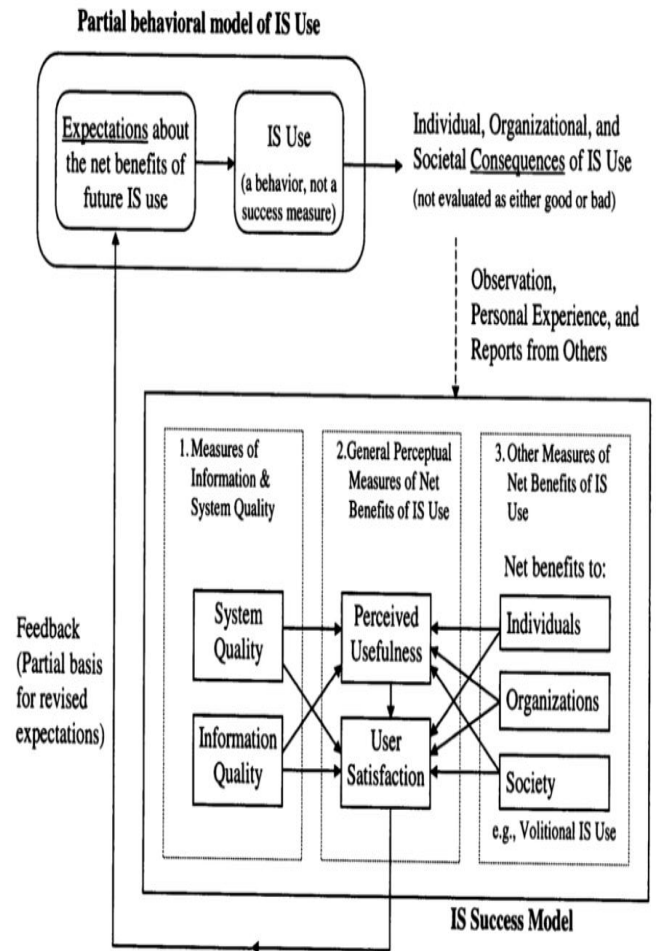 Partial behavioral model of IS Use
Expectations about
the net benefits of
future IS use
IS Use
(a behavior, not a
success measure)
Individual, Organizational, and
Societal Consequences of IS Use
(not evaluated as either good or bad)
Observation,
Personal Experience, and
Reports from Others
1. Measures of
Information &
System Quality
2.General Perceptual
Measures of Net
Benefits of IS Use
3. Other Measures of
Net Benefits of IS
Use
Net benefits to:
System
Quality
Information
Quality
Perceived
Usefulness
User
Satisfaction
Individuals
Organizations
Society
e.g., Volitional IS Use
Feedback
(Partial basis
for revised
expectations)
IS Success Model